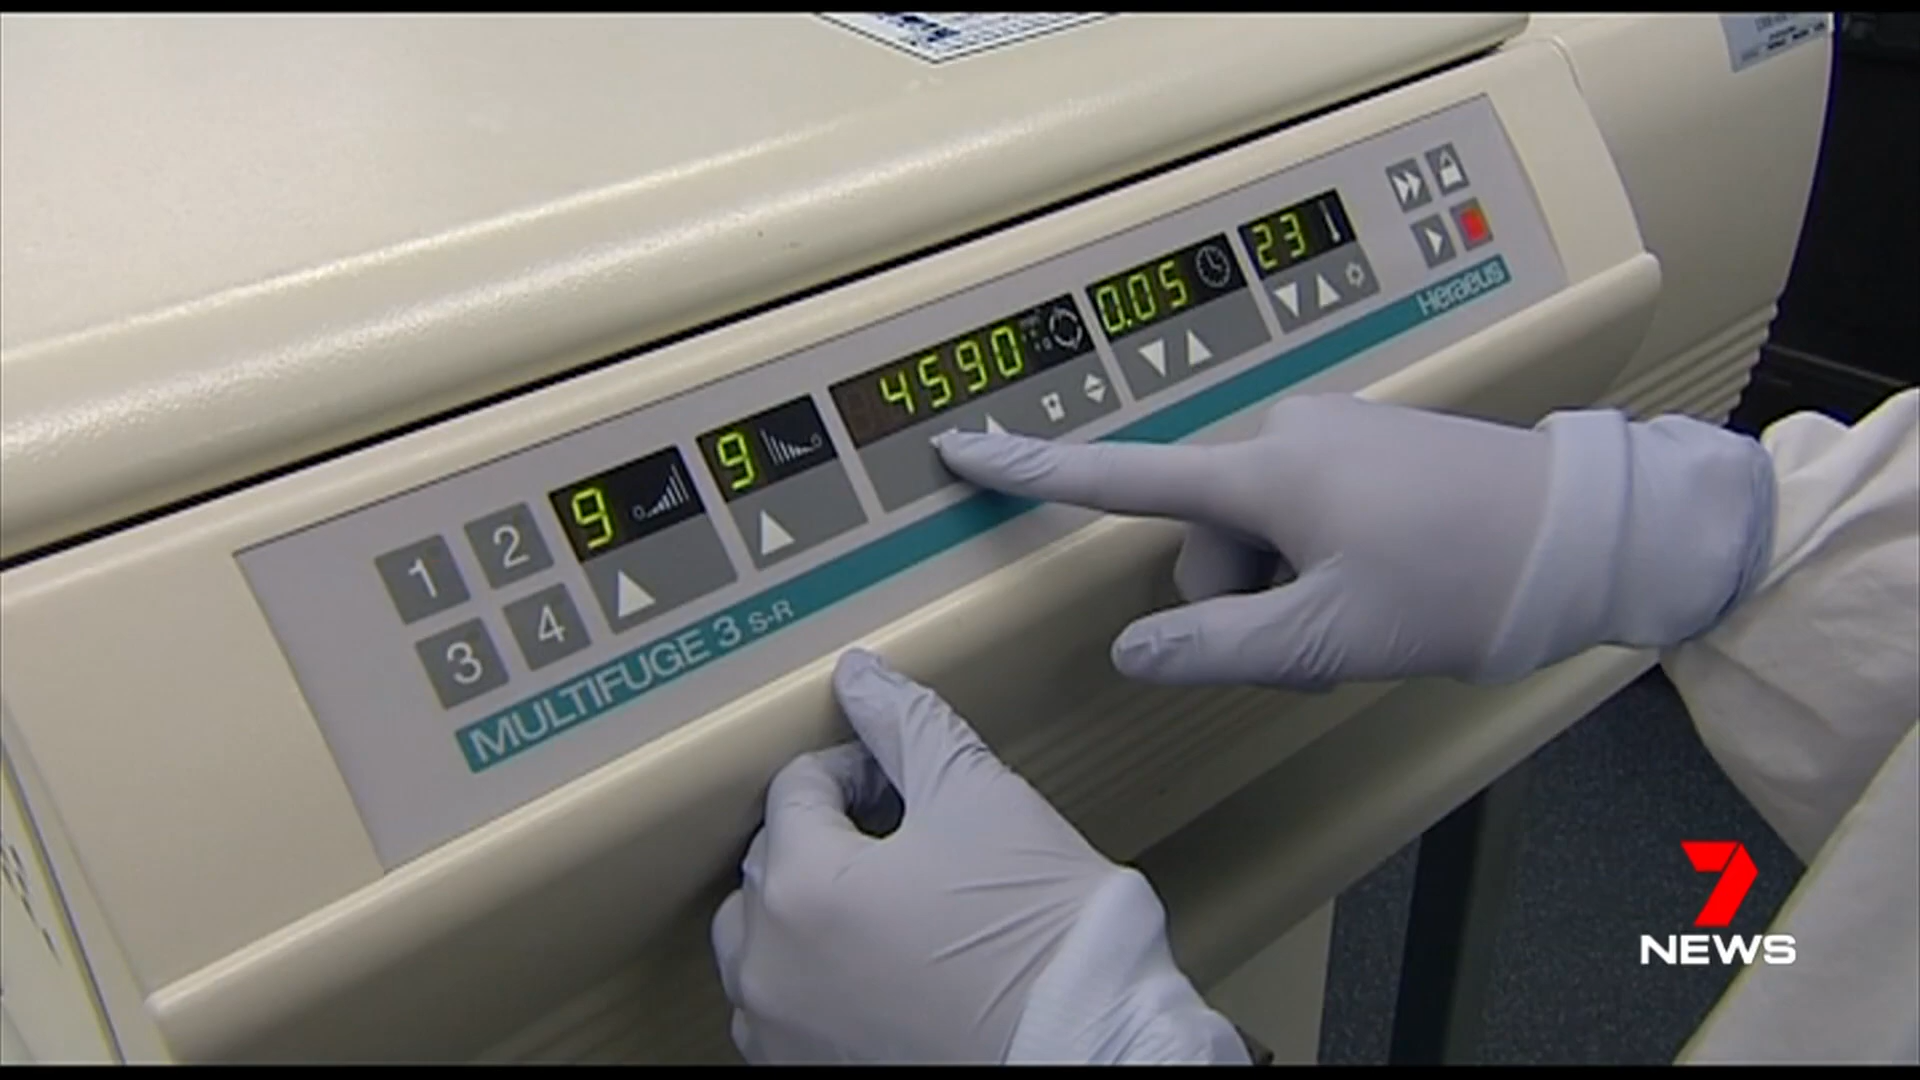 1 2
3 4
9
9
4590
0.05
23
MULTIFUGE 3 S-R
Heraeus
7
NEWS